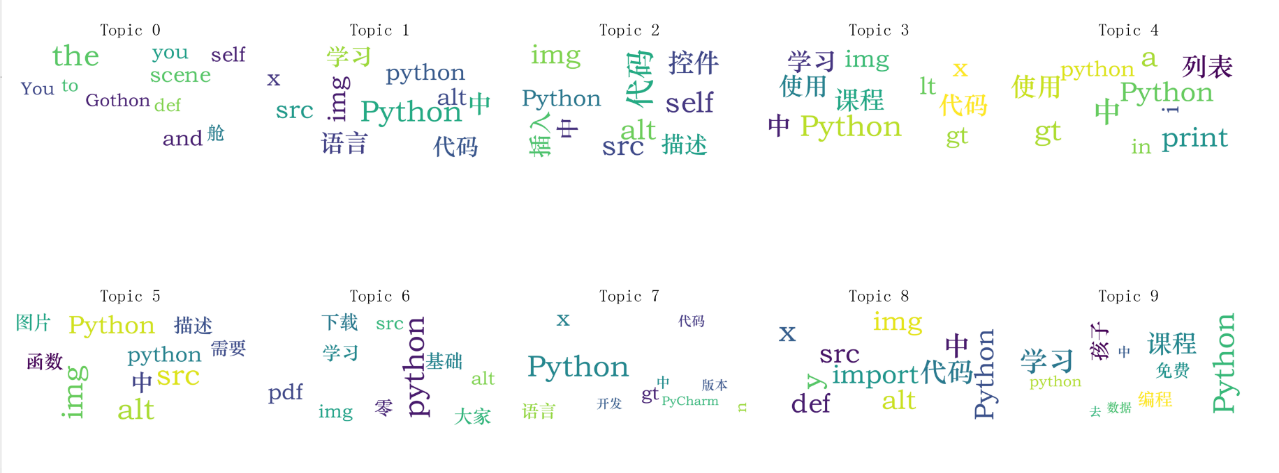 Topic 0
the
you
self
scene
You
to
Gothon
def
and
舱
Topic 1
学习
x
python
img
alt
src
Python
中
语言
代码
Topic 2
img
代码
控件
Python
self
插入
中
alt
src
描述
Topic 3
学习
img
x
使用
lt
课程
代码
中
Python
gt
Topic 4
a
列表
python
使用
Python
中
i
gt
in
print
Topic 5
图片
Python
描述
函数
python
需要
中
src
img
alt
Topic 6
下载
src
python
学习
基础
alt
pdf
img
零
大家
Topic 7
x
代码
Python
中
版本
gt
PyCharm
语言
开发
n
Topic 8
x
img
src
中
Python
y
import
代码
def
alt
Topic 9
孩子
中
课程
Python
学习
免费
python
编程
去
数据